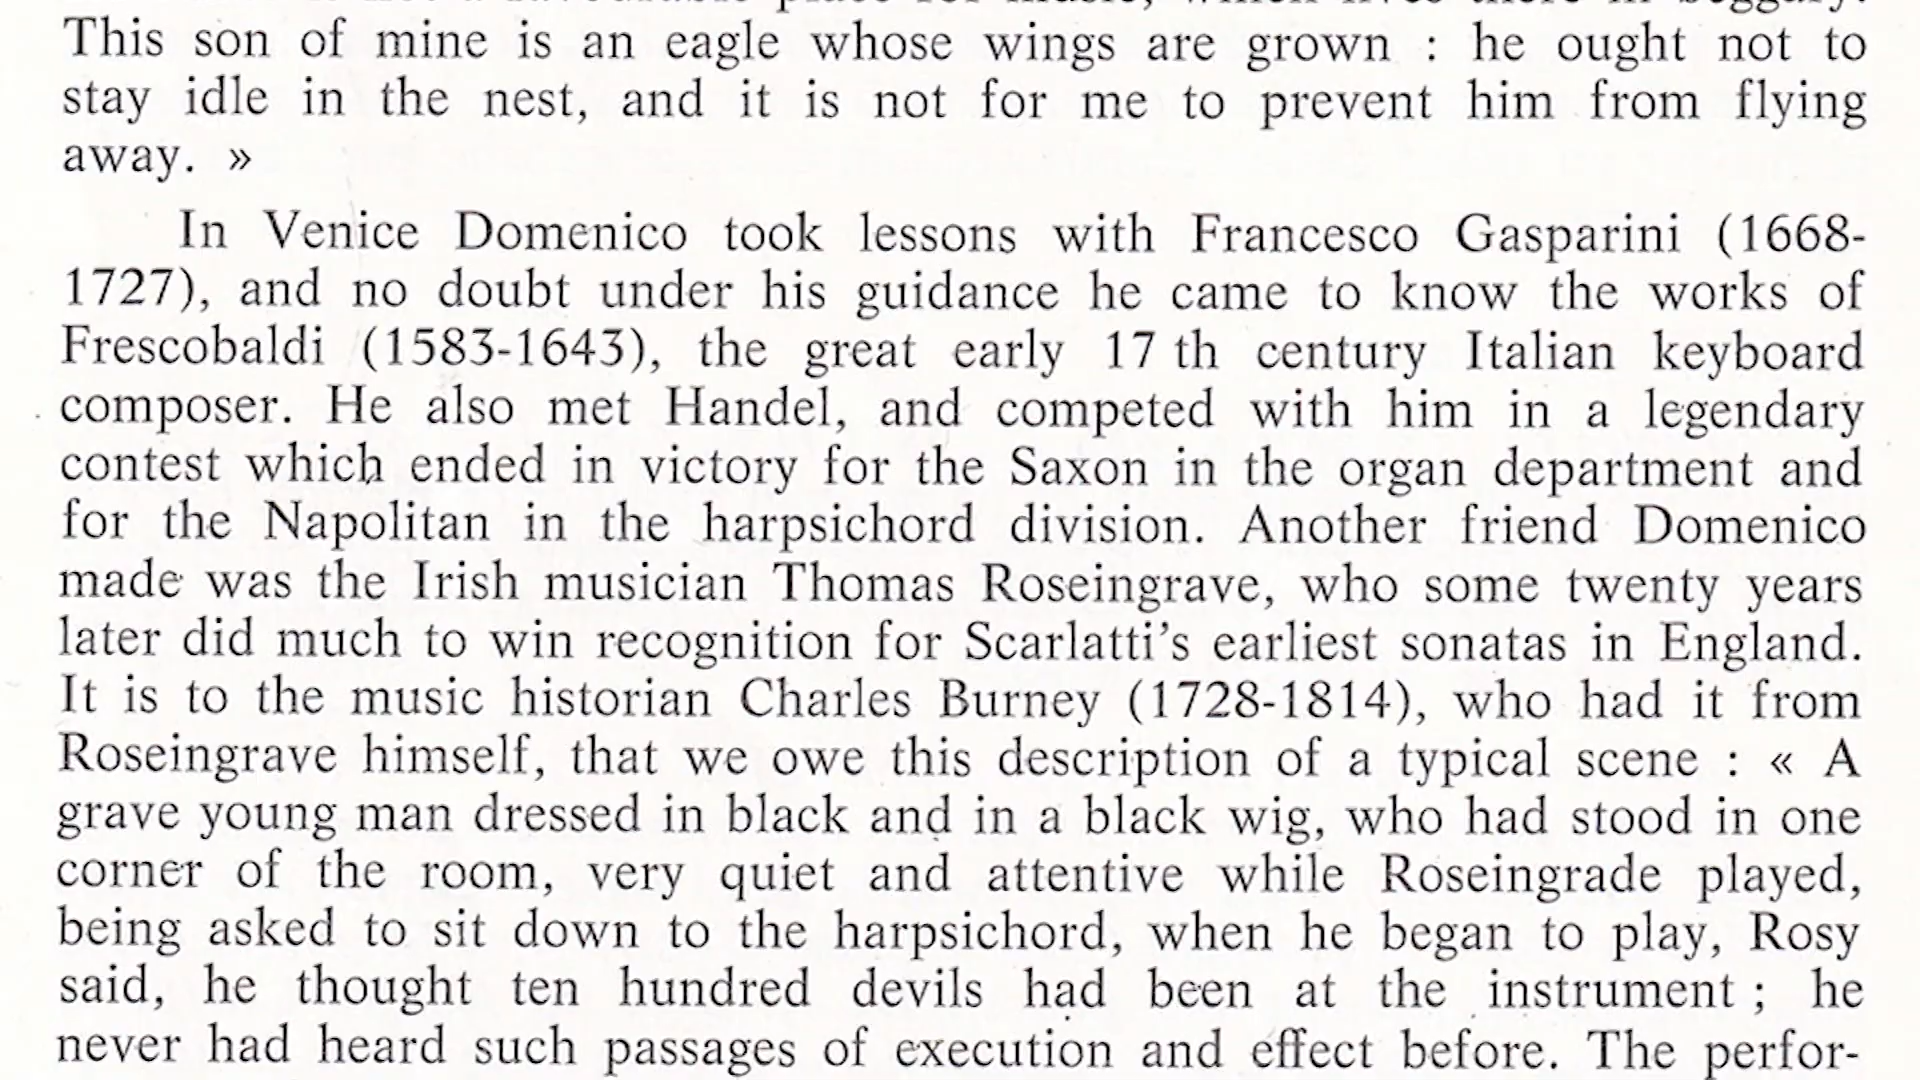 This son of mine is an eagle whose wings are grown : he ought not to
stay idle in the nest, and it is not for me to prevent him from flying
away. »
In Venice Domenico took lessons with Francesco Gasparini (1668-
1727), and no doubt under his guidance he came to know the works of
Frescobaldi (1583-1643), the great early 17 th century Italian keyboard
composer. He also met Handel, and competed with him in a legendary
contest which ended in victory for the Saxon in the organ department and
for the Napolitan in the harpsichord division. Another friend Domenico
made was the Irish musician Thomas Roseingrave, who some twenty years
later did much to win recognition for Scarlatti's earliest sonatas in England.
It is to the music historian Charles Burney (1728-1814), who had it from
Roseingrave himself, that we owe this description of a typical scene : « A
grave young man dressed in black and in a black wig, who had stood in one
corner of the room, very quiet and attentive while Roseingrade played,
being asked to sit down to the harpsichord, when he began to play, Rosy
said, he thought ten hundred devils had been at the instrument ; he
never had heard such passages of execution and effect before. The perfor-